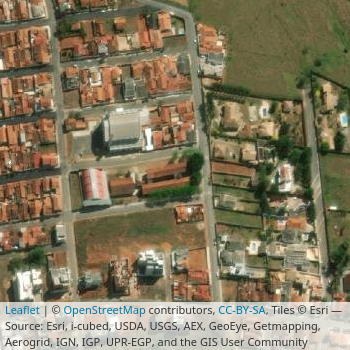 Leaflet | © OpenStreetMap contributors, CC-BY-SA, Tiles © Esri —
Source: Esri, i-cubed, USDA, USGS, AEX, GeoEye, Getmapping,
Aerogrid, IGN, IGP, UPR-EGP, and the GIS User Community